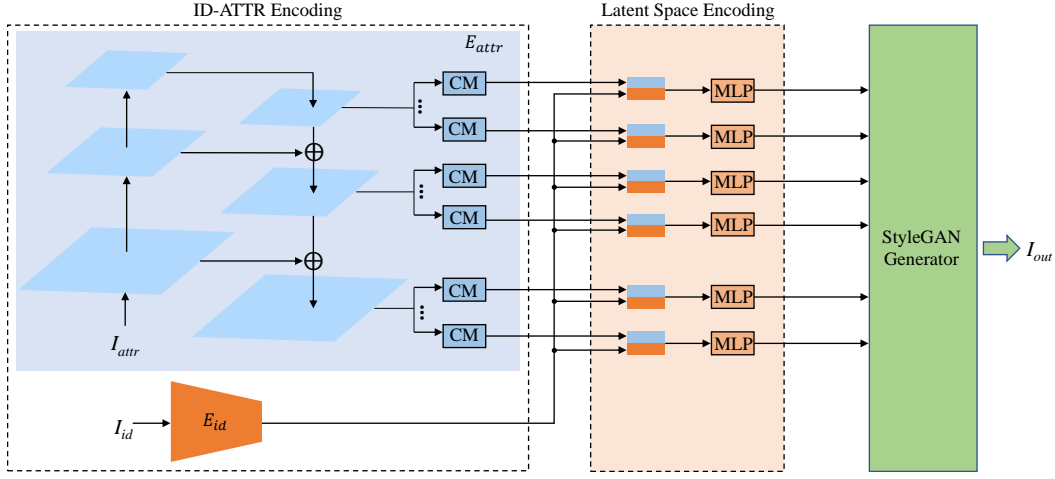 ID-ATTR Encoding
Latent Space Encoding
E_attr
CM
CM
CM
CM
CM
CM
MLP
MLP
MLP
MLP
MLP
MLP
StyleGAN
Generator
I_out
I_attr
I_id
E_id